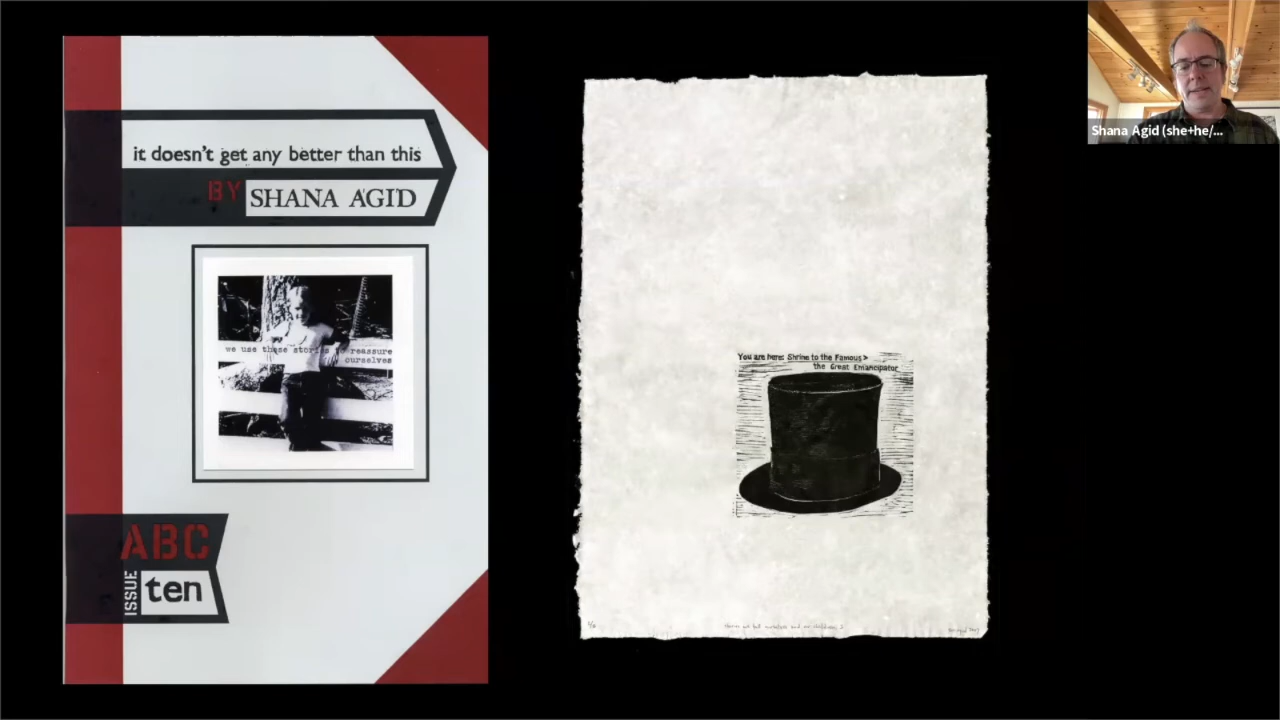 it doesn't get any better than this
BY SHANA AGID
we use these stories to reassure
ourselves
ABC
ISSUE ten
You are here: Shrine to the Famous >
the Great Emancipator
Shana Agid (she+he/...